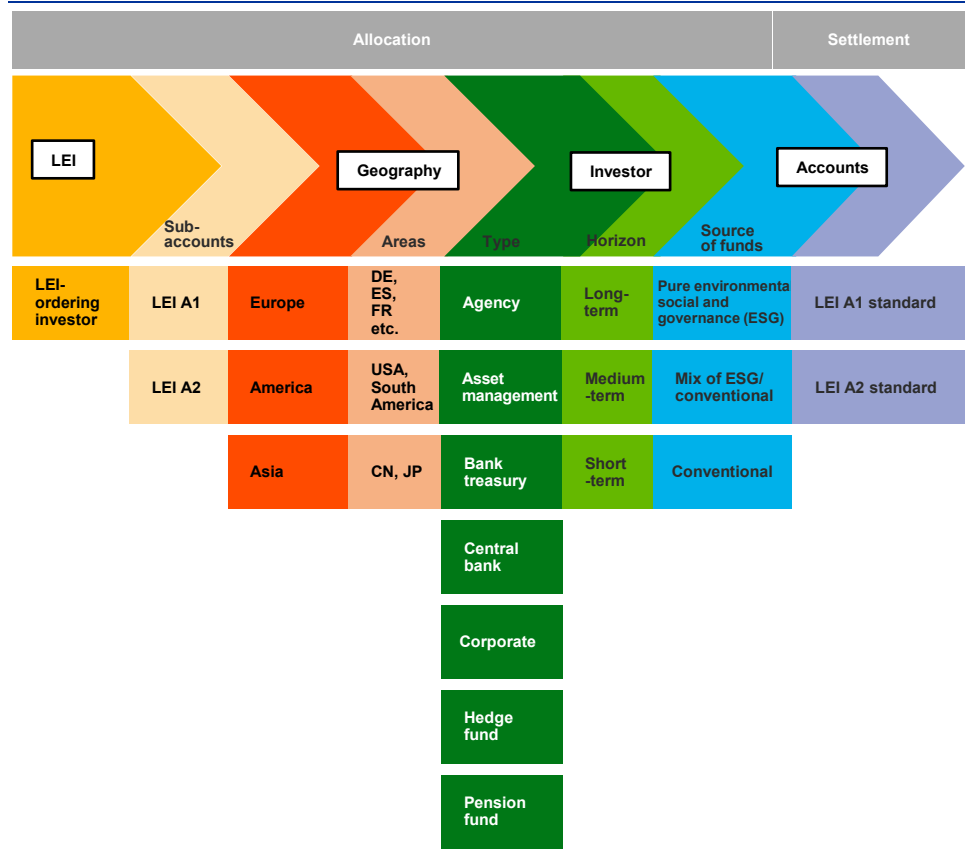 Allocation
Settlement
LEI
Geography
Investor
Accounts
Sub-
accounts
Areas
Type
Horizon
Source
of funds
LEI-
ordering
investor
LEI A1
Europe
DE,
ES,
FR
etc.
Agency
Long-
term
Pure environmenta
social and
governance (ESG)
LEI A1 standard
LEI A2
America
USA,
South
America
Asset
management
Medium
-term
Mix of ESG/
conventional
LEI A2 standard
Asia
CN, JP
Bank
treasury
Short
-term
Conventional
Central
bank
Corporate
Hedge
fund
Pension
fund